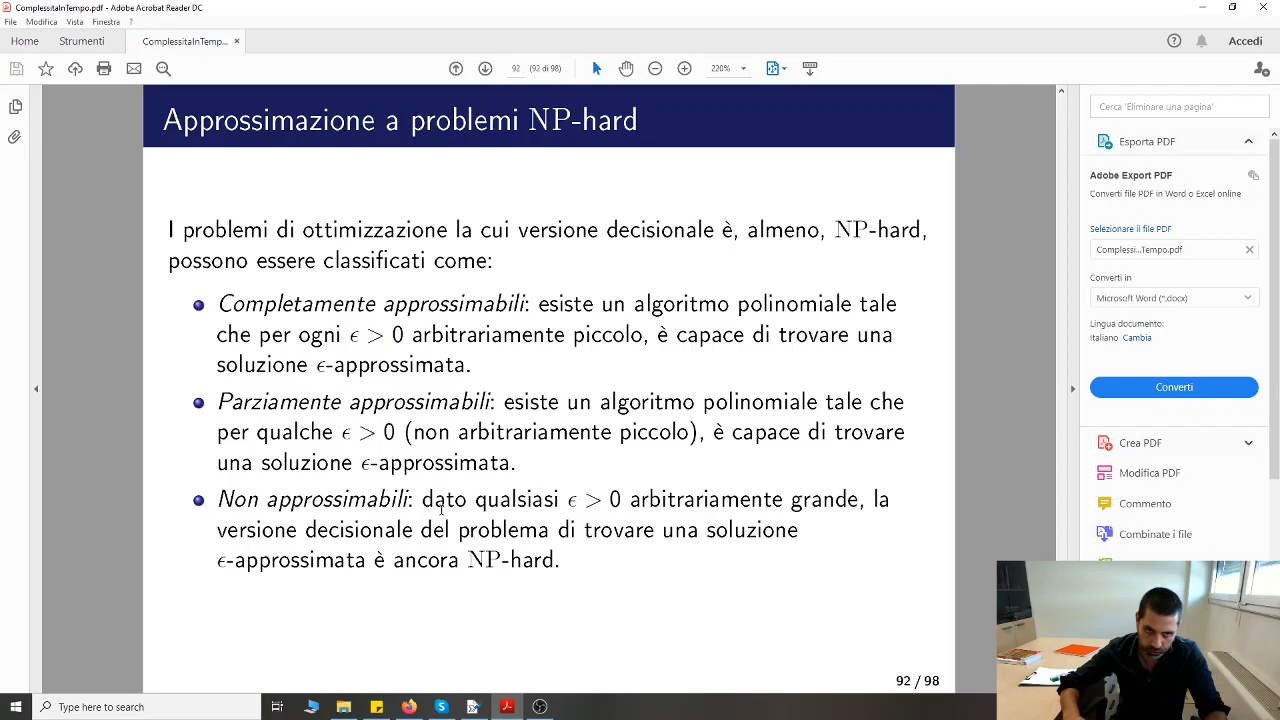 ComplessitaInTempo.pdf - Adobe Acrobat Reader DC
File Modifica Vista Finestra ?
Home Strumenti ComplessitaInTemp... × Accedi
92 (92 di 98) 220%
Approssimazione a problemi NP-hard
I problemi di ottimizzazione la cui versione decisionale è, almeno, NP-hard,
possono essere classificati come:
Completamente approssimabili: esiste un algoritmo polinomiale tale
che per ogni ϵ > 0 arbitrariamente piccolo, è capace di trovare una
soluzione ϵ-approssimata.
Parziamente approssimabili: esiste un algoritmo polinomiale tale che
per qualche ϵ > 0 (non arbitrariamente piccolo), è capace di trovare
una soluzione ϵ-approssimata.
Non approssimabili: dato qualsiasi ϵ > 0 arbitrariamente grande, la
versione decisionale del problema di trovare una soluzione
ϵ-approssimata è ancora NP-hard.
92 / 98
Cerca 'Eliminare una pagina'
Esporta PDF
Adobe Export PDF
Converti file PDF in Word o Excel online
Selezionare il file PDF
Complessi...Tempo.pdf
Converti in
Microsoft Word (*.docx)
Lingua documento:
Italiano Cambia
Converti
Crea PDF
Modifica PDF
Commento
Combinate i file
Type here to search